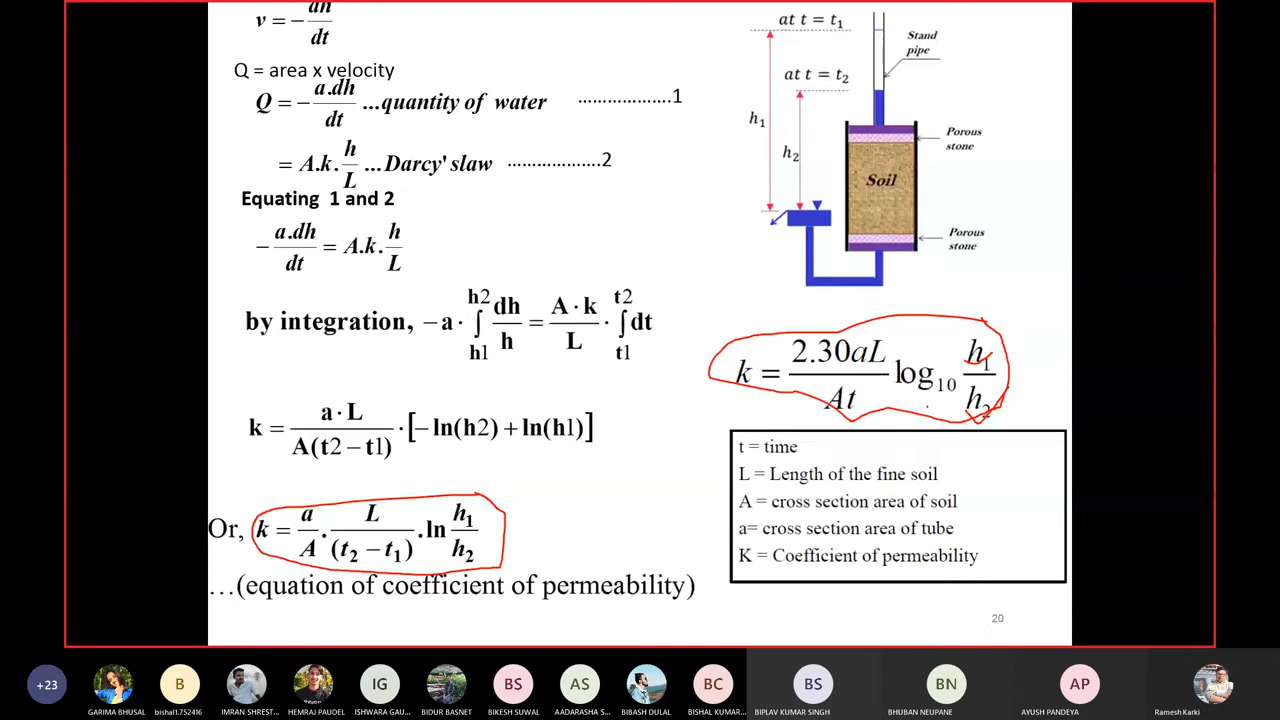 v = − dh/dt
Q = area x velocity
Q = − a.dh/dt ...quantity of water ..................1
= A.k. h/L ...Darcy' slaw ..................2
Equating 1 and 2
− a.dh/dt = A.k. h/L
by integration, − a · ∫h1h2 dh/h = A · k/L · ∫t1t2 dt
k = a · L/A(t2 − t1) · [− ln(h2) + ln(h1)]
Or, k = a/A . L/(t₂ − t₁) . ln h₁/h₂
…(equation of coefficient of permeability)
at t = t₁
Stand
pipe
at t = t₂
h₁
h₂
Porous
stone
Soil
Porous
stone
k = 2.30aL/At log₁₀ h₁/h₂
t = time
L = Length of the fine soil
A = cross section area of soil
a= cross section area of tube
K = Coefficient of permeability
20
+23
B
IG
BS
AS
BC
BS
BN
AP
GARIMA BHUSAL
bishal1.752416
IMRAN SHREST...
HEMRAJ PAUDEL
ISHWARA GAU...
BIDUR BASNET
BIKESH SUWAL
AADARASHA S...
BIBASH DULAL
BISHAL KUMAR...
BIPLAV KUMAR SINGH
BHUBAN NEUPANE
AYUSH PANDEYA
Ramesh Karki